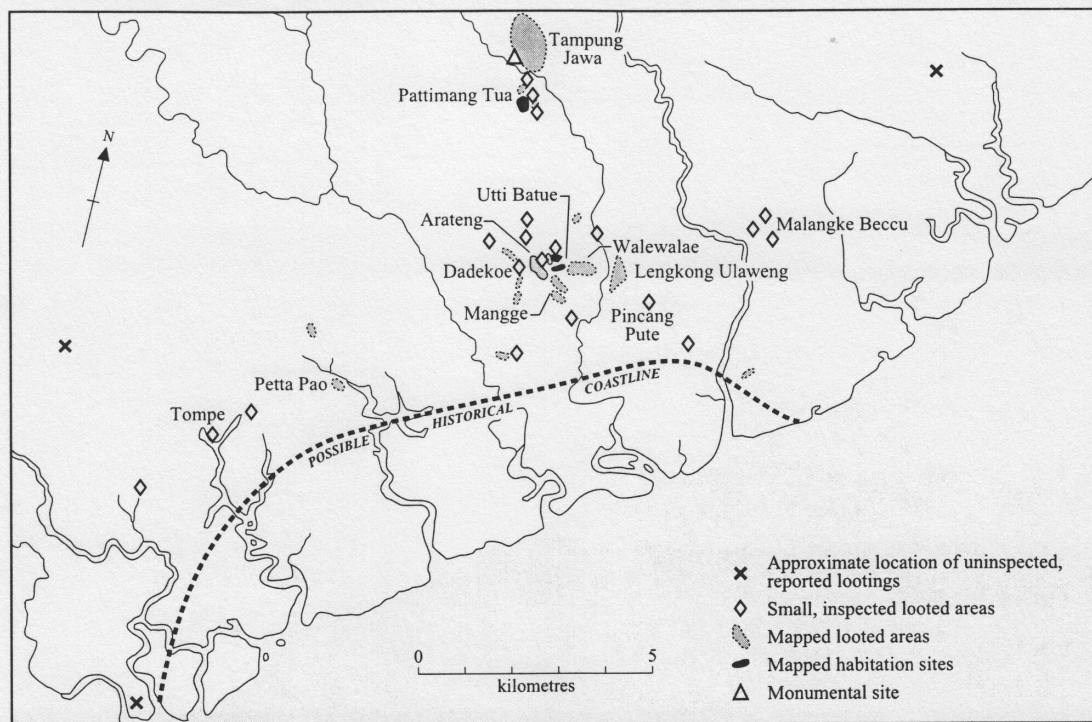 Tampung
Jawa
Pattimang Tua
N
Utti Batue
Arateng
Malangke Beccu
Walewalae
Dadekoe
Lengkong Ulaweng
Mangge
Pincang
Pute
Petta Pao
Tompe
POSSIBLE HISTORICAL COASTLINE
0 5
kilometres
Approximate location of uninspected,
reported lootings
Small, inspected looted areas
Mapped looted areas
Mapped habitation sites
Monumental site